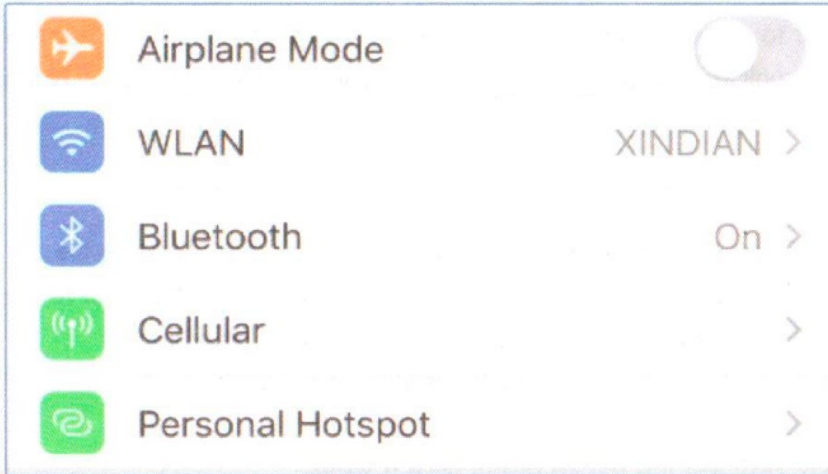 Airplane Mode
WLAN XINDIAN >
Bluetooth On >
Cellular >
Personal Hotspot >